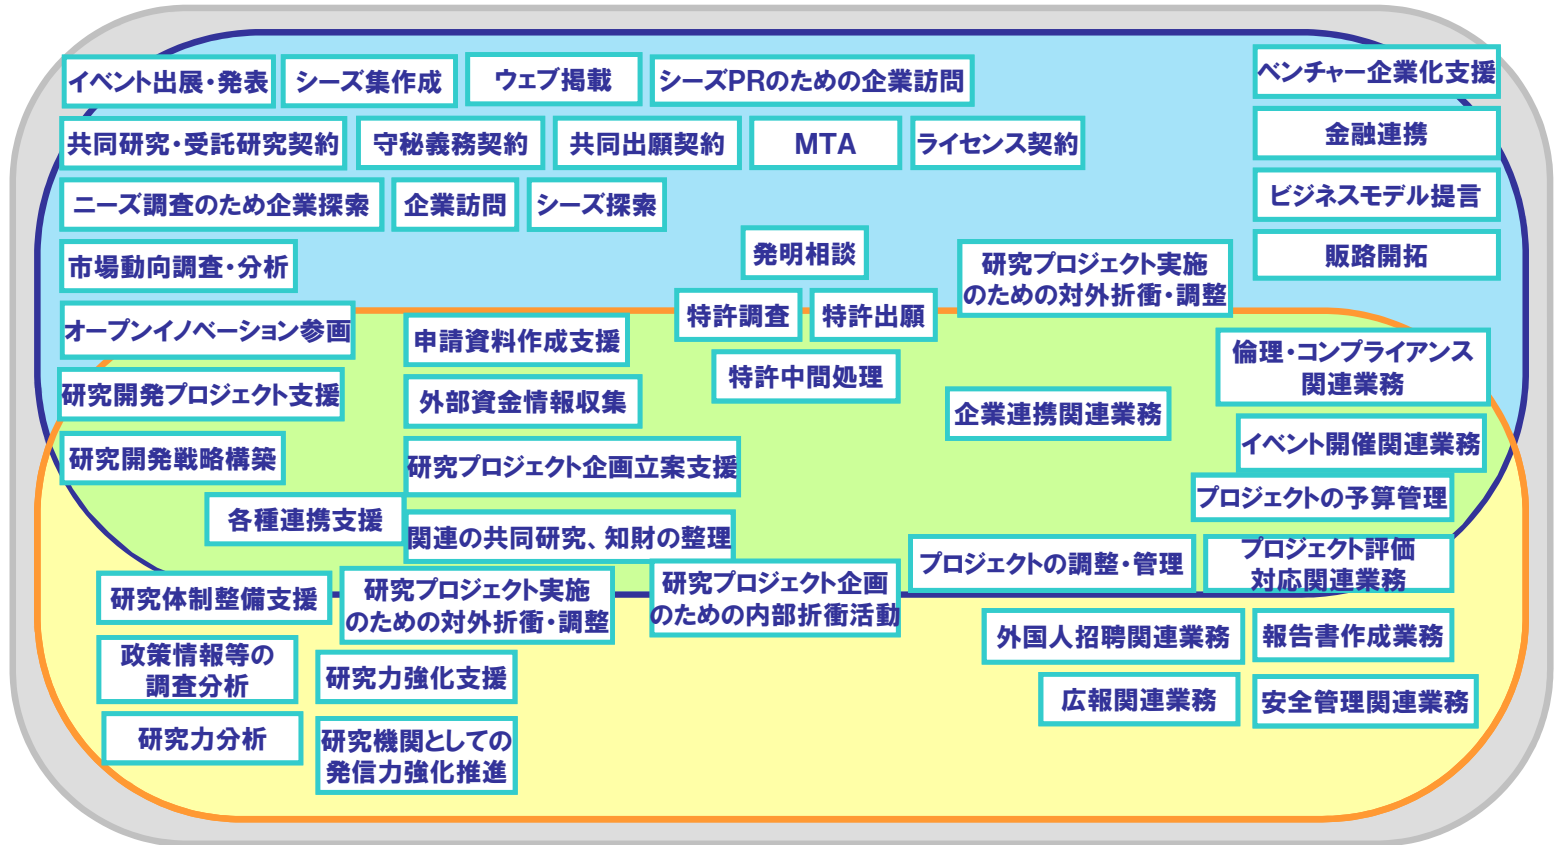 イベント出展・発表
シーズ集作成
ウェブ掲載
シーズPRのための企業訪問
ベンチャー企業化支援
共同研究・受託研究契約
守秘義務契約
共同出願契約
MTA
ライセンス契約
金融連携
ニーズ調査のため企業探索
企業訪問
シーズ探索
ビジネスモデル提言
市場動向調査・分析
発明相談
研究プロジェクト実施
のための対外折衝・調整
販路開拓
オープンイノベーション参画
申請資料作成支援
特許調査
特許出願
倫理・コンプライアンス
関連業務
研究開発プロジェクト支援
外部資金情報収集
特許中間処理
企業連携関連業務
イベント開催関連業務
研究開発戦略構築
研究プロジェクト企画立案支援
プロジェクトの予算管理
各種連携支援
関連の共同研究、知財の整理
プロジェクトの調整・管理
プロジェクト評価
対応関連業務
研究体制整備支援
研究プロジェクト実施
のための対外折衝・調整
研究プロジェクト企画
のための内部折衝活動
外国人招聘関連業務
報告書作成業務
政策情報等の
調査分析
研究力強化支援
広報関連業務
安全管理関連業務
研究力分析
研究機関としての
発信力強化推進